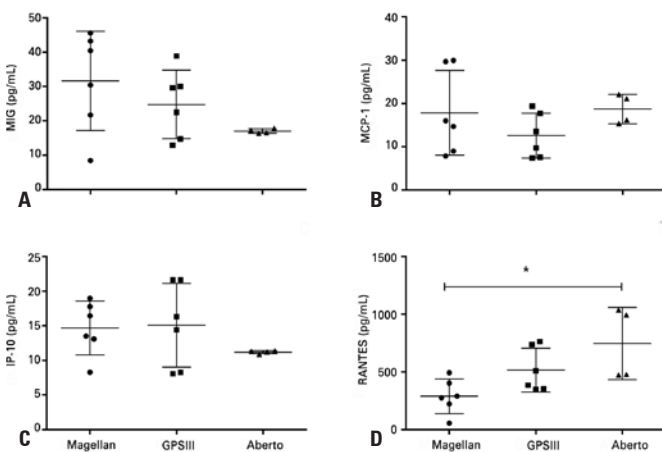 50
40
30
20
10
0
MIG (pg/mL)
A
40
30
20
10
0
MCP-1 (pg/mL)
B
25
20
15
10
5
0
IP-10 (pg/mL)
Magellan GPSIII Aberto
C
1500
1000
500
0
RANTES (pg/mL)
*
Magellan GPSIII Aberto
D